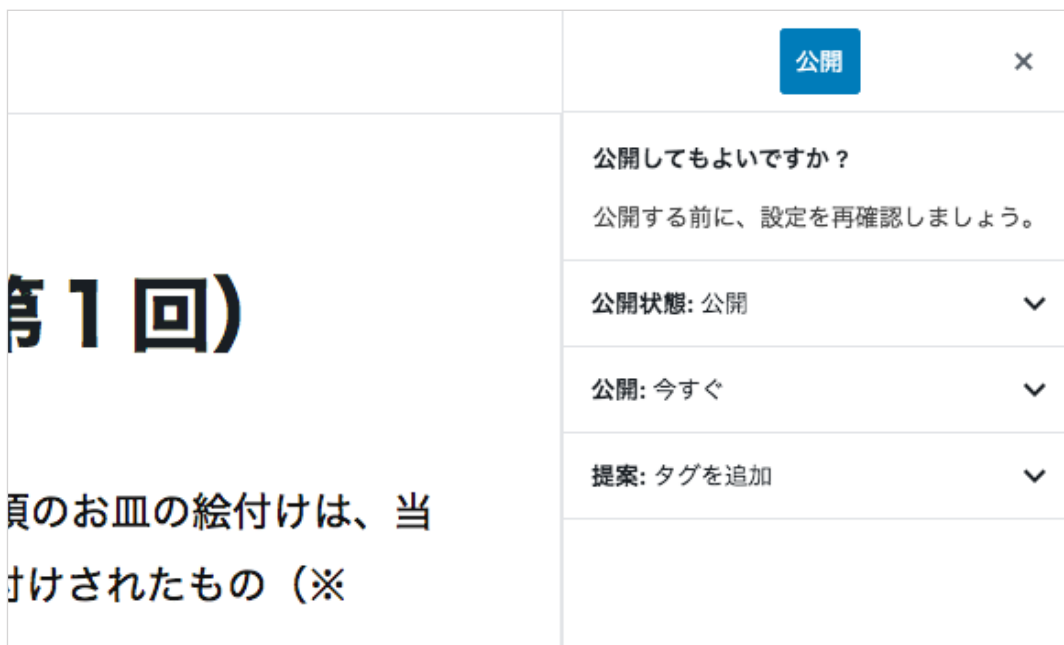 公開
公開してもよいですか ?
公開する前に、設定を再確認しましょう。
公開状態: 公開
公開: 今すぐ
提案: タグを追加
第 1 回）
頃のお皿の絵付けは、当
付けされたもの（※